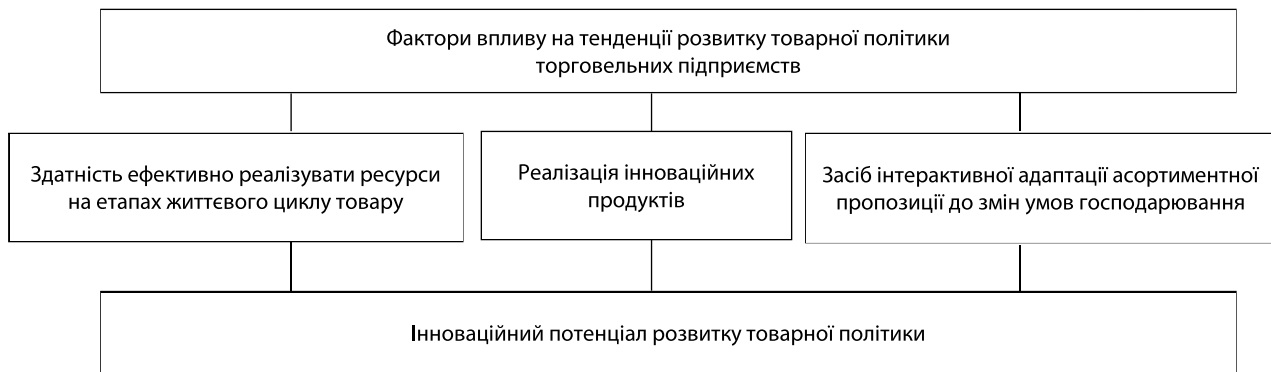 Фактори впливу на тенденції розвитку товарної політики
торговельних підприємств
Здатність ефективно реалізувати ресурси
на етапах життєвого циклу товару
Реалізація інноваційних
продуктів
Засіб інтерактивної адаптації асортиментної
пропозиції до змін умов господарювання
Інноваційний потенціал розвитку товарної політики